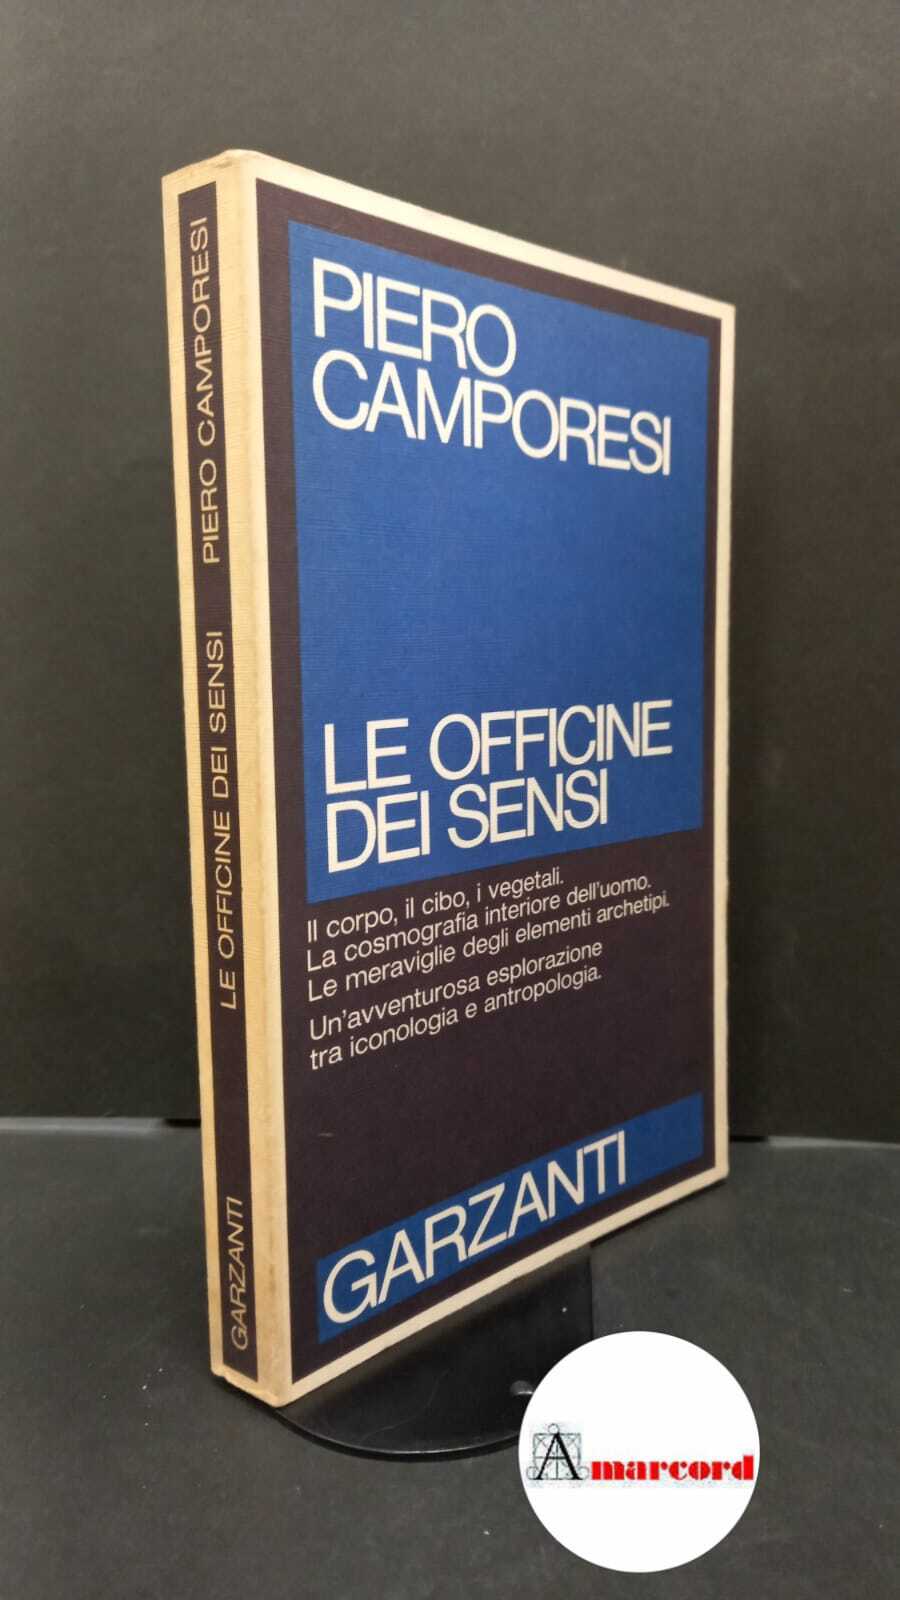 PIERO
CAMPORESI
LE OFFICINE
DEI SENSI
Il corpo, il cibo, i vegetali.
La cosmografia interiore dell'uomo.
Le meraviglie degli elementi archetipi.
Un'avventurosa esplorazione
tra iconologia e antropologia.
GARZANTI
GARZANTI LE OFFICINE DEI SENSI PIERO CAMPORESI
Amarcord